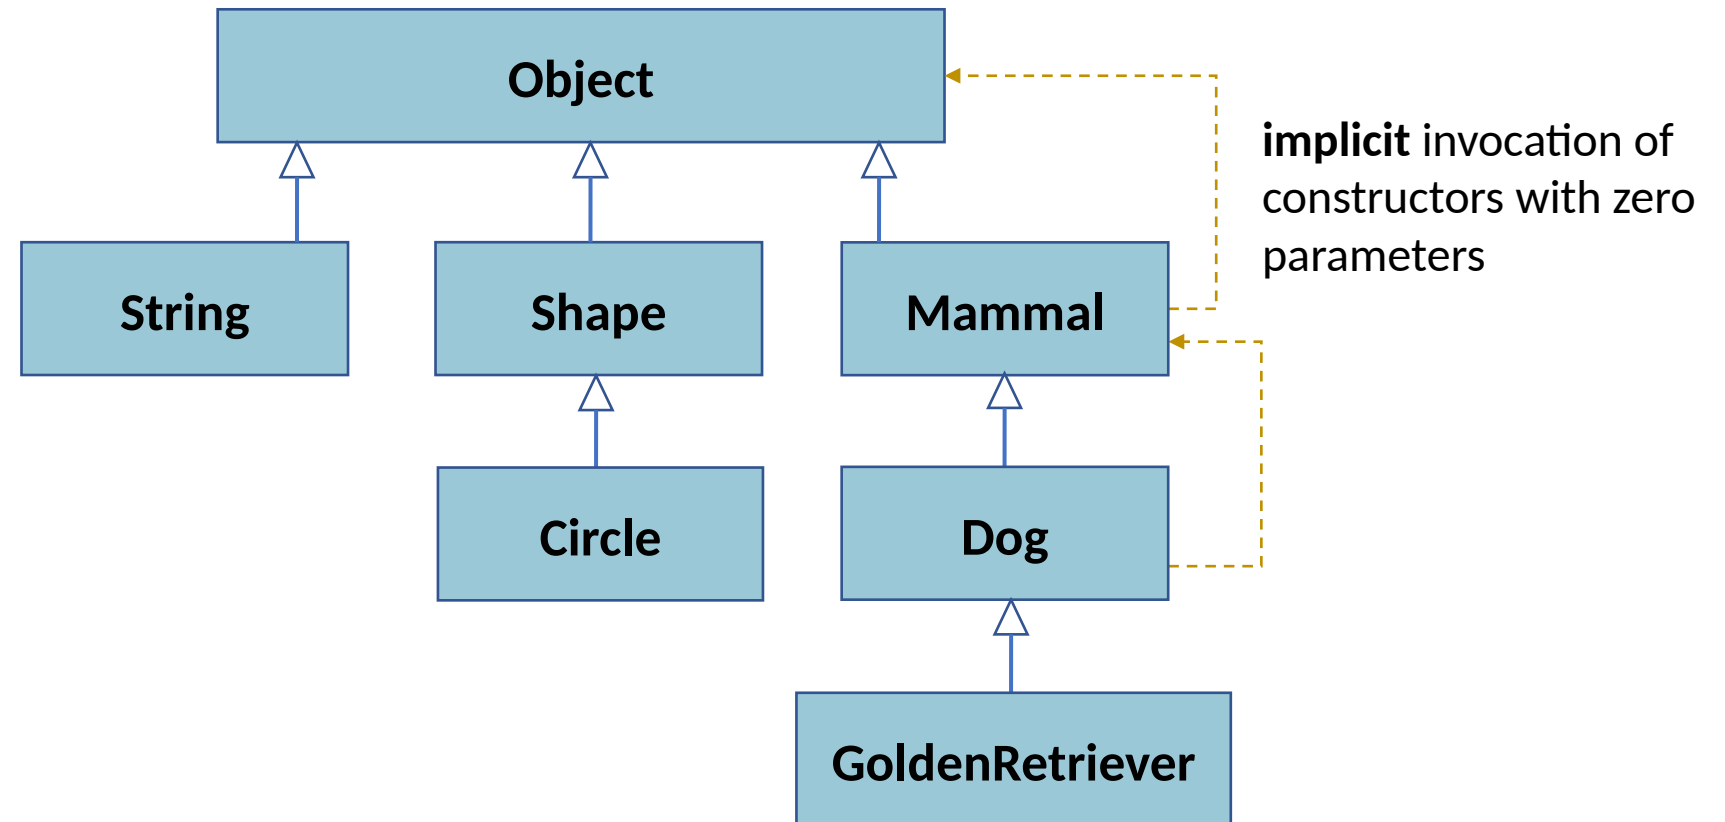 Object
implicit invocation of
constructors with zero
parameters
String
Shape
Mammal
Circle
Dog
GoldenRetriever